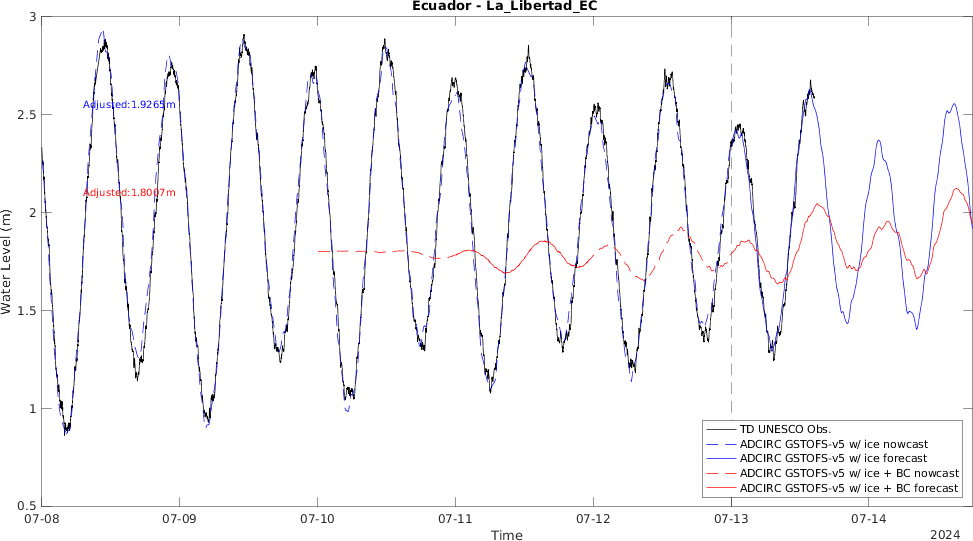 Ecuador - La_Libertad_EC
3
2.5
2
1.5
1
0.5
Water Level (m)
Adjusted:1.9265m
Adjusted:1.8007m
TD UNESCO Obs.
ADCIRC GSTOFS-v5 w/ ice nowcast
ADCIRC GSTOFS-v5 w/ ice forecast
ADCIRC GSTOFS-v5 w/ ice + BC nowcast
ADCIRC GSTOFS-v5 w/ ice + BC forecast
07-08 07-09 07-10 07-11 07-12 07-13 07-14
Time
2024